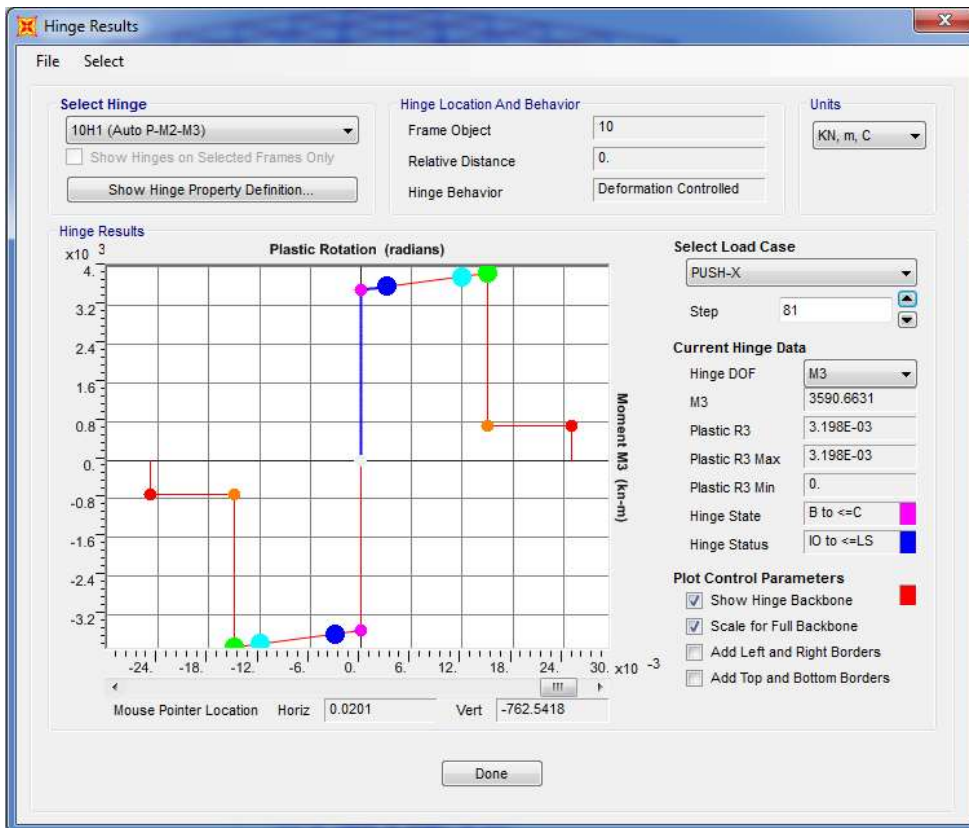 Hinge Results
File Select
Select Hinge
10H1 (Auto P-M2-M3)
Show Hinges on Selected Frames Only
Show Hinge Property Definition...
Hinge Location And Behavior
Frame Object 10
Relative Distance 0.
Hinge Behavior Deformation Controlled
Units
KN, m, C
Hinge Results
x10 3
Plastic Rotation (radians)
4.
3.2
2.4
1.6
0.8
0.
-0.8
-1.6
-2.4
-3.2
-24. -18. -12. -6. 0. 6. 12. 18. 24. 30. x10 -3
Moment M3 (kn-m)
Mouse Pointer Location Horiz 0.0201 Vert -762.5418
Select Load Case
PUSH-X
Step 81
Current Hinge Data
Hinge DOF M3
M3 3590.6631
Plastic R3 3.198E-03
Plastic R3 Max 3.198E-03
Plastic R3 Min 0.
Hinge State B to <=C
Hinge Status IO to <=LS
Plot Control Parameters
Show Hinge Backbone
Scale for Full Backbone
Add Left and Right Borders
Add Top and Bottom Borders
Done